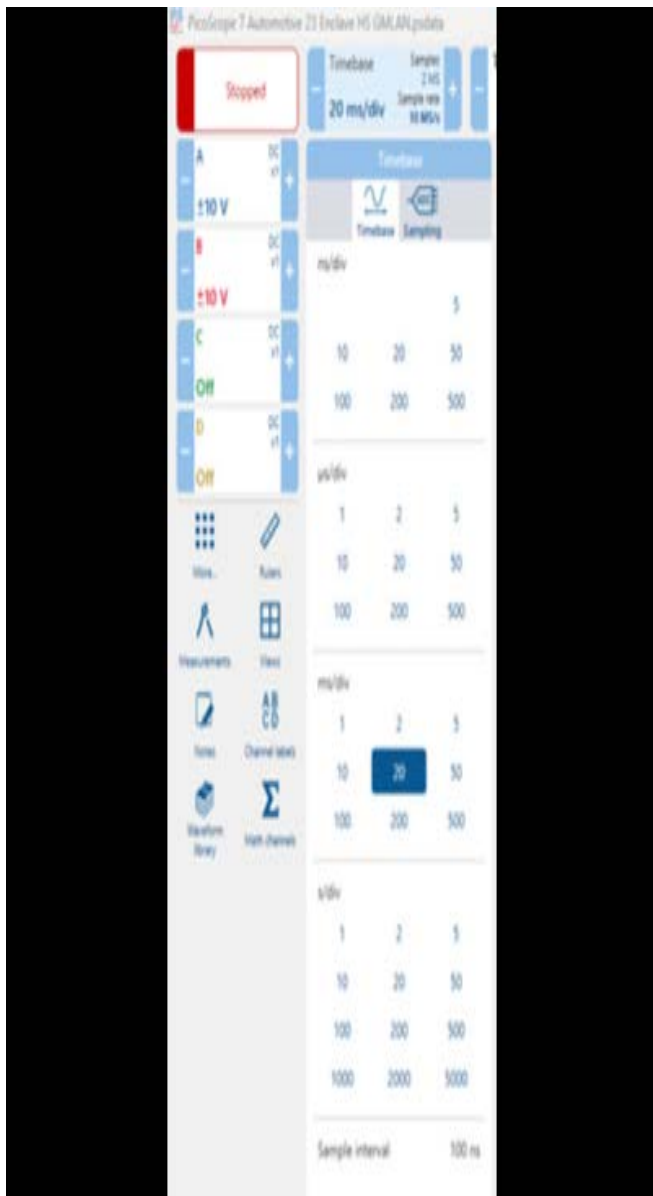 PicoScope 7 Automotive 23 Enclave HS GMLAN.psdata
Stopped
Timebase
20 ms/div
Samples
2 MS
Sample rate
10 MS/s
A
DC
x1
±10 V
B
DC
x1
±10 V
C
DC
x1
Off
D
DC
x1
Off
More...
Rulers
Measurements
Views
Notes
Channel labels
Waveform
library
Math channels
Timebase
Timebase
Sampling
ns/div
5
10 20 50
100 200 500
µs/div
1 2 5
10 20 50
100 200 500
ms/div
1 2 5
10 20 50
100 200 500
s/div
1 2 5
10 20 50
100 200 500
1000 2000 5000
Sample interval 100 ns